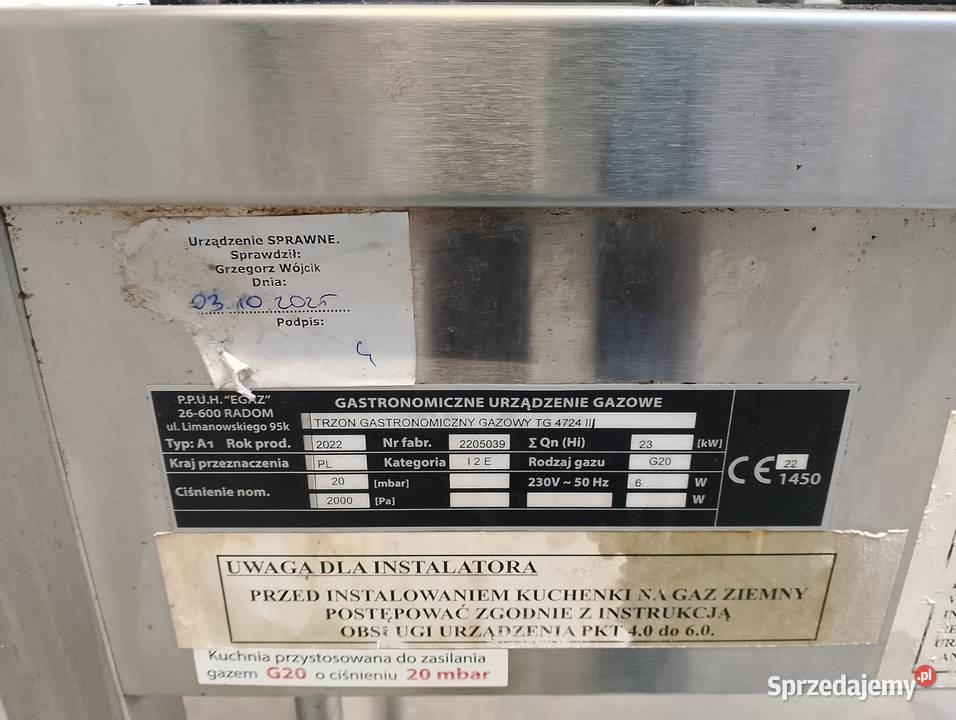 Urządzenie SPRAWNE.
Sprawdził:
Grzegorz Wójcik
Dnia:
03.10.2025
Podpis:
P.P.U.H. "EGAZ"
26-600 RADOM
ul. Limanowskiego 95k
GASTRONOMICZNE URZĄDZENIE GAZOWE
TRZON GASTRONOMICZNY GAZOWY TG 4724 II/
Typ: A1 Rok prod. 2022 Nr fabr. 2205039 Σ Qn (Hi) 23 [kW]
Kraj przeznaczenia PL Kategoria I 2 E Rodzaj gazu G20
Ciśnienie nom. 20 [mbar] 230V ~ 50 Hz 6 W
2000 [Pa] W
CE 22
1450
UWAGA DLA INSTALATORA
PRZED INSTALOWANIEM KUCHENKI NA GAZ ZIEMNY
POSTĘPOWAĆ ZGODNIE Z INSTRUKCJĄ
OBSŁUGI URZĄDZENIA PKT 4.0 do 6.0.
Kuchnia przystosowana do zasilania
gazem G20 o ciśnieniu 20 mbar
Sprzedajemy.pl